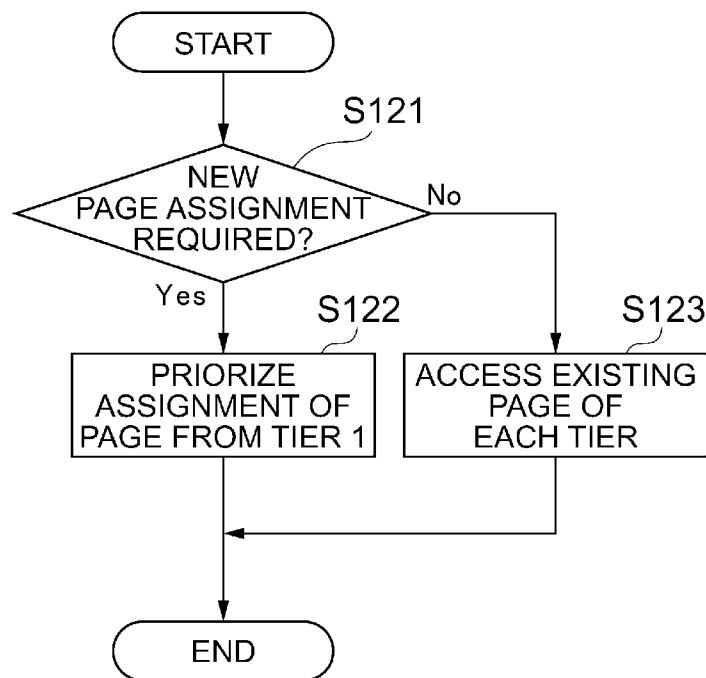 START
S121
NEW
PAGE ASSIGNMENT
REQUIRED?
No
Yes
S122
PRIORIZE
ASSIGNMENT OF
PAGE FROM TIER 1
S123
ACCESS EXISTING
PAGE OF
EACH TIER
END